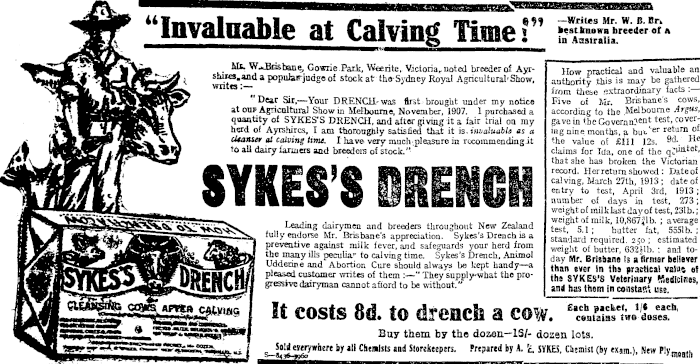 "Invaluable at Calving Time!"
—Writes Mr. W. B.
best known breeder of
in Australia.
Mr. W. Brisbane, Gowrie Park, Weerite, Victoria, noted breeder of Ayr-
shires, and a popular judge of stock at the Sydney Royal Agricultural Show,
writes:—
"Dear Sir,—Your DRENCH was first brought under my notice
at our Agricultural Show in Melbourne, November, 1907. I purchased a
quantity of SYKES'S DRENCH, and after giving it a fair trial on my
herd of Ayrshires, I am thoroughly satisfied that it is invaluable as a
cleanser at calving time. I have very much pleasure in recommending it
to all dairy farmers and breeders of stock."
SYKES'S DRENCH
Leading dairymen and breeders throughout New Zealand
fully endorse Mr. Brisbane's appreciation. Sykes's Drench is a
preventive against milk fever, and safeguards your herd from
the many ills peculiar to calving time. Sykes's Drench, Animol
Udderine and Abortion Cure should always be kept handy—a
pleased customer writes of them:—"They supply what the pro-
gressive dairyman cannot afford to be without."
It costs 8d. to drench a cow.
Buy them by the dozen—15/- dozen lots.
Sold everywhere by all Chemists and Storekeepers. Prepared by A. E. SYKES, Chemist (by exam.), New Plymouth
How practical and valuable an
authority this is may be gathered
from these extraordinary facts:—
Five of Mr. Brisbane's cows,
according to the Melbourne Argus,
gave in the Government test, cover-
ing nine months, a butter return of
the value of £111 12s. 9d. He
claims for Ida, one of the quintet,
that she has broken the Victorian
record. Her return showed: Date of
calving, March 27th, 1913; date of
entry to test, April 3rd,
number of days in test, 273;
weight of milk last day of test, 23lb.;
weight of milk, 10,867¼lb.; average
test, 5.1; butter fat, 555lb.;
standard required, 250; estimated
weight of butter, 632½lb.; and to-
day Mr. Brisbane is a firmer believer
than ever in the practical value of
the SYKES'S Veterinary Medicines,
and has them in constant use.
Each packet, 1/6 each,
contains two doses.
SYKES'S DRENCH
CLEANSING COWS AFTER CALVING